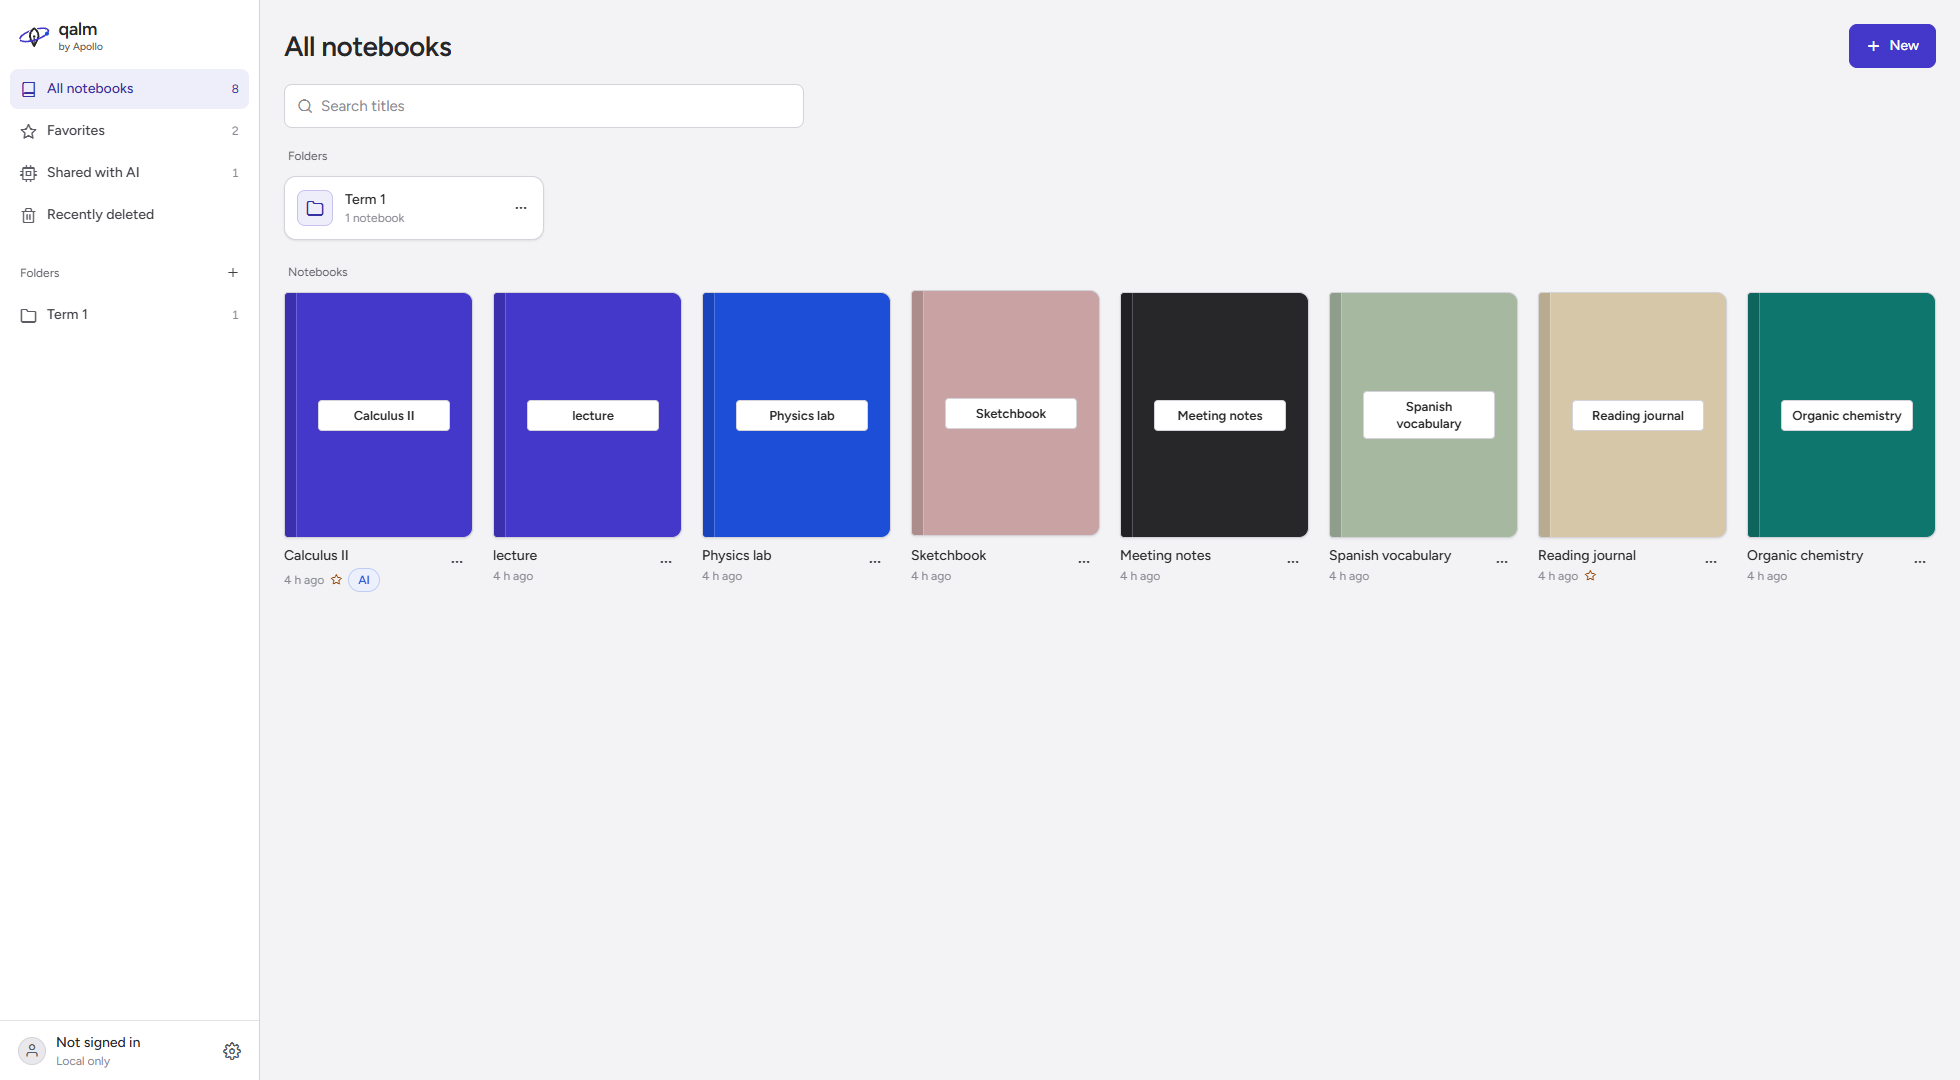 qalm
by Apollo
All notebooks 8
Favorites 2
Shared with AI 1
Recently deleted
Folders
Term 1 1
Not signed in
Local only
All notebooks
New
Search titles
Folders
Term 1
1 notebook
Notebooks
Calculus II
lecture
Physics lab
Sketchbook
Meeting notes
Spanish
vocabulary
Reading journal
Organic chemistry
Calculus II
4 h ago AI
lecture
4 h ago
Physics lab
4 h ago
Sketchbook
4 h ago
Meeting notes
4 h ago
Spanish vocabulary
4 h ago
Reading journal
4 h ago
Organic chemistry
4 h ago